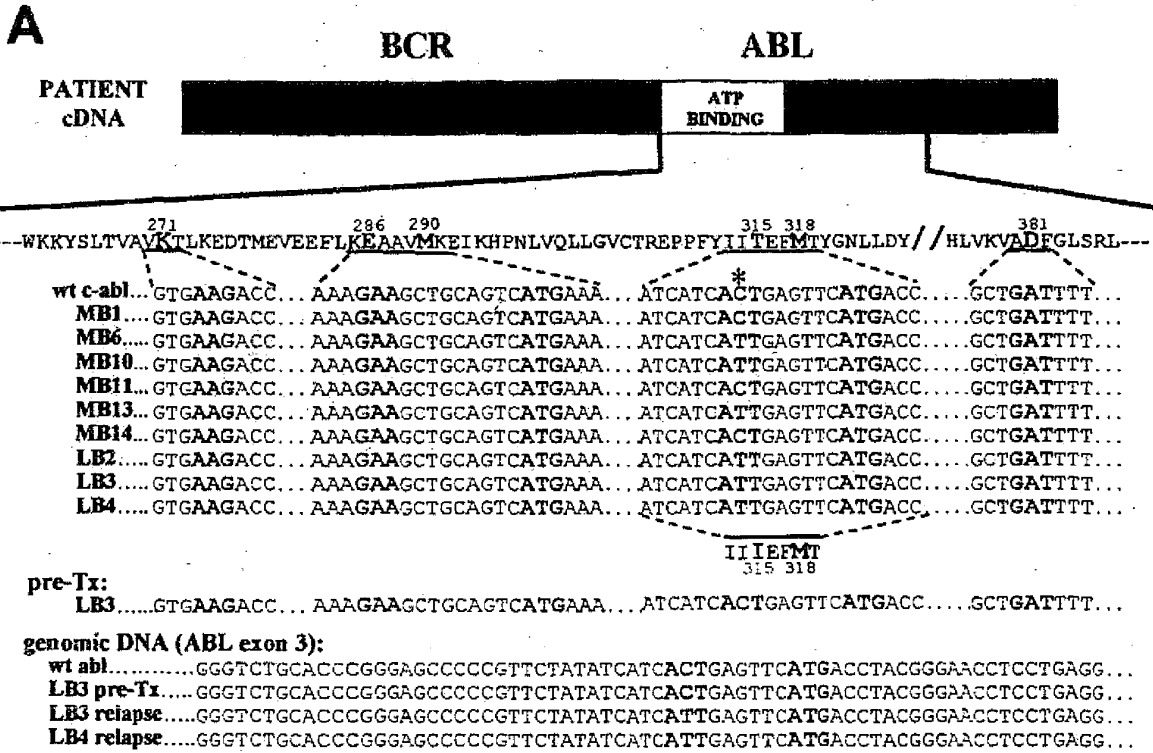 A
BCR ABL
PATIENT cDNA
ATP BINDING
271 286 290 315 318 381
---WKKYSLTVAVKTLKEDTMEVEEFLKEAAVMKEIKHPNLVQLLGVCTREPPFYIITEFMTYGNLLDY//HLVKVADFGLSRL---
*
wt c-abl...GTGAAGACC...AAAGAAGCTGCAGTCATGAAA...ATCATCACTGAGTTCATGACC.....GCTGATTTT...
MB1....GTGAAGACC...AAAGAAGCTGCAGTCATGAAA...ATCATCACTGAGTTCATGACC.....GCTGATTTT...
MB6....GTGAAGACC...AAAGAAGCTGCAGTCATGAAA...ATCATCATTGAGTTCATGACC.....GCTGATTTT...
MB10...GTGAAGACC...AAAGAAGCTGCAGTCATGAAA...ATCATCATTGAGTTCATGACC.....GCTGATTTT...
MB11...GTGAAGACC...AAAGAAGCTGCAGTCATGAAA...ATCATCACTGAGTTCATGACC.....GCTGATTTT...
MB13...GTGAAGACC...AAAGAAGCTGCAGTCATGAAA...ATCATCATTGAGTTCATGACC.....GCTGATTTT...
MB14...GTGAAGACC...AAAGAAGCTGCAGTCATGAAA...ATCATCACTGAGTTCATGACC.....GCTGATTTT...
LB2.....GTGAAGACC...AAAGAAGCTGCAGTCATGAAA...ATCATCATTGAGTTCATGACC.....GCTGATTTT...
LB3.....GTGAAGACC...AAAGAAGCTGCAGTCATGAAA...ATCATCATTGAGTTCATGACC.....GCTGATTTT...
LB4.....GTGAAGACC...AAAGAAGCTGCAGTCATGAAA...ATCATCATTGAGTTCATGACC.....GCTGATTTT...
IIIEFMT
315 318
pre-Tx:
LB3.....GTGAAGACC...AAAGAAGCTGCAGTCATGAAA...ATCATCACTGAGTTCATGACC.....GCTGATTTT...
genomic DNA (ABL exon 3):
wt abl............GGGTCTGCACCCGGGAGCCCCCGTTCTATATCATCACTGAGTTCATGACCTACGGGAACCTCCTGAGG...
LB3 pre-Tx.....GGGTCTGCACCCGGGAGCCCCCGTTCTATATCATCACTGAGTTCATGACCTACGGGAACCTCCTGAGG...
LB3 relapse.....GGGTCTGCACCCGGGAGCCCCCGTTCTATATCATCATTGAGTTCATGACCTACGGGAACCTCCTGAGG...
LB4 relapse.....GGGTCTGCACCCGGGAGCCCCCGTTCTATATCATCATTGAGTTCATGACCTACGGGAACCTCCTGAGG...